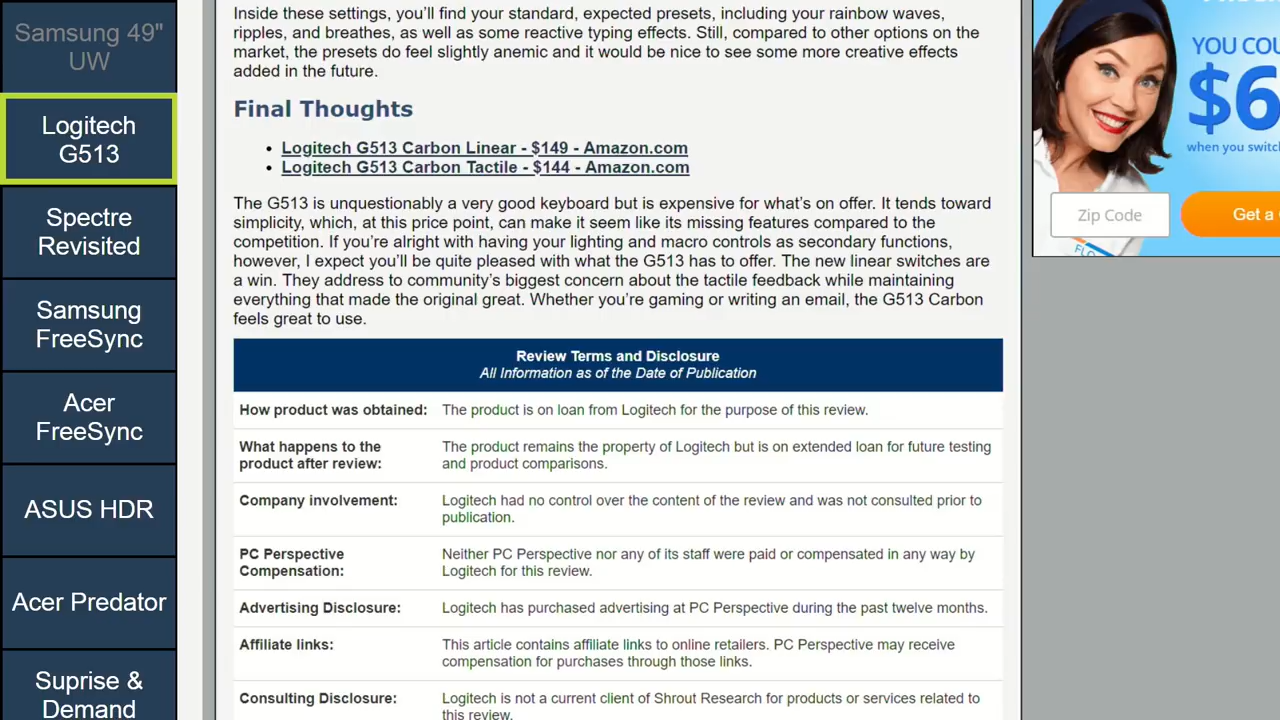 Samsung 49"
UW
Logitech
G513
Spectre
Revisited
Samsung
FreeSync
Acer
FreeSync
ASUS HDR
Acer Predator
Suprise &
Demand
Inside these settings, you’ll find your standard, expected presets, including your rainbow waves,
ripples, and breathes, as well as some reactive typing effects. Still, compared to other options on the
market, the presets do feel slightly anemic and it would be nice to see some more creative effects
added in the future.
Final Thoughts
• Logitech G513 Carbon Linear - $149 - Amazon.com
• Logitech G513 Carbon Tactile - $144 - Amazon.com
The G513 is unquestionably a very good keyboard but is expensive for what’s on offer. It tends toward
simplicity, which, at this price point, can make it seem like its missing features compared to the
competition. If you’re alright with having your lighting and macro controls as secondary functions,
however, I expect you’ll be quite pleased with what the G513 has to offer. The new linear switches are
a win. They address to community’s biggest concern about the tactile feedback while maintaining
everything that made the original great. Whether you’re gaming or writing an email, the G513 Carbon
feels great to use.
Review Terms and Disclosure
All Information as of the Date of Publication
How product was obtained: The product is on loan from Logitech for the purpose of this review.
What happens to the
product after review:
The product remains the property of Logitech but is on extended loan for future testing
and product comparisons.
Company involvement:
Logitech had no control over the content of the review and was not consulted prior to
publication.
PC Perspective
Compensation:
Neither PC Perspective nor any of its staff were paid or compensated in any way by
Logitech for this review.
Advertising Disclosure: Logitech has purchased advertising at PC Perspective during the past twelve months.
Affiliate links:
This article contains affiliate links to online retailers. PC Perspective may receive
compensation for purchases through those links.
Consulting Disclosure:
Logitech is not a current client of Shrout Research for products or services related to
this review.
YOU COU
$6
when you switc
Zip Code
Get a
FLO